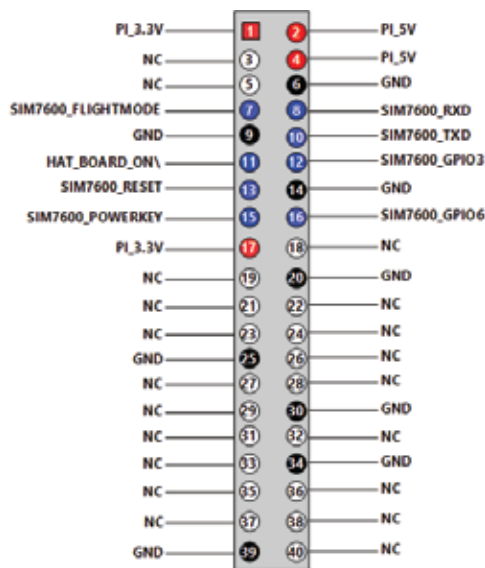 PI_3.3V 1 2 PI_5V
NC 3 4 PI_5V
NC 5 6 GND
SIM7600_FLIGHTMODE 7 8 SIM7600_RXD
GND 9 10 SIM7600_TXD
HAT_BOARD_ON\ 11 12 SIM7600_GPIO3
SIM7600_RESET 13 14 GND
SIM7600_POWERKEY 15 16 SIM7600_GPIO6
PI_3.3V 17 18 NC
NC 19 20 GND
NC 21 22 NC
NC 23 24 NC
GND 25 26 NC
NC 27 28 NC
NC 29 30 GND
NC 31 32 NC
NC 33 34 GND
NC 35 36 NC
NC 37 38 NC
GND 39 40 NC